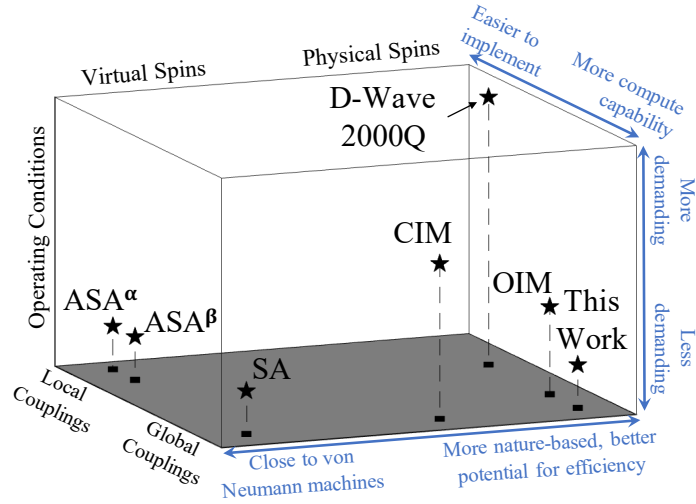 Easier to
implement
Physical Spins
Virtual Spins
More compute
capability
D-Wave
2000Q
More
demanding
Operating Conditions
CIM
OIM
This
Work
ASAα
ASAβ
SA
Less
demanding
Local
Couplings
Global
Couplings
Close to von
Neumann machines
More nature-based, better
potential for efficiency